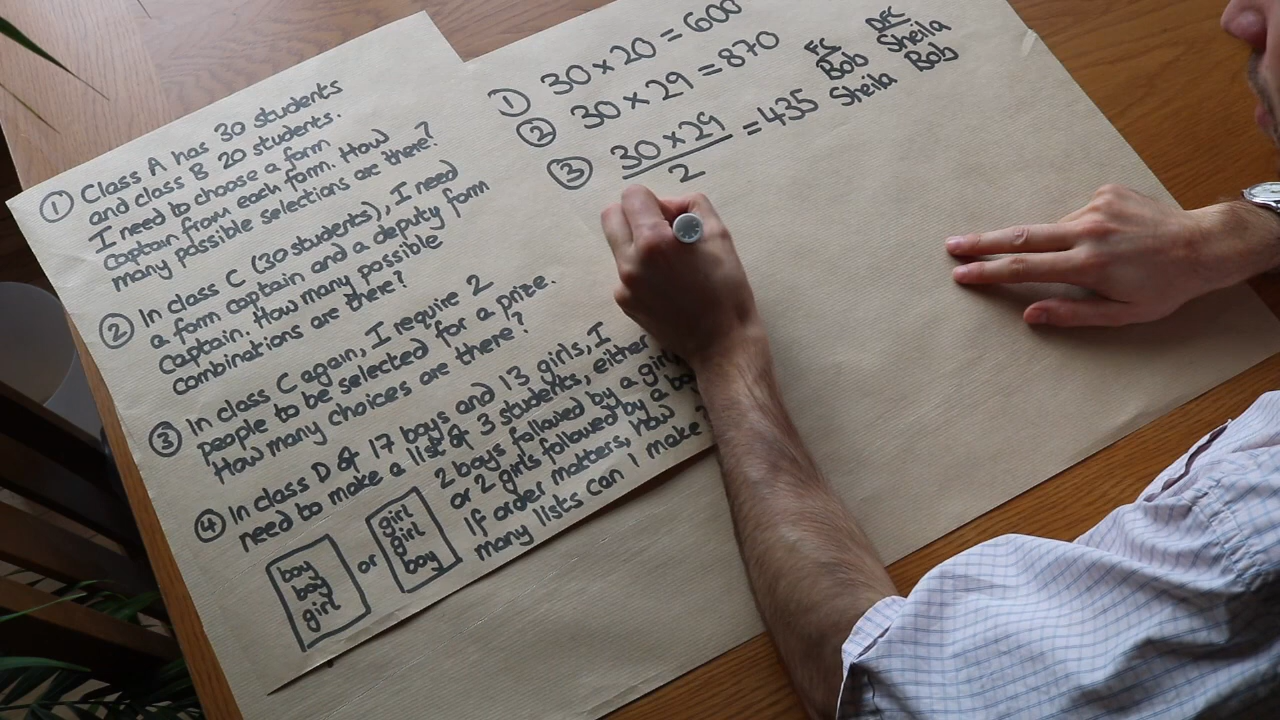 ① Class A has 30 students
and class B 20 students.
I need to choose a form
captain from each form. How
many possible selections are there?
② In class C (30 students), I need
a form captain and a deputy form
captain. How many possible
combinations are there?
③ In class C again, I require 2
people to be selected for a prize.
How many choices are there?
④ In class D of 17 boys and 13 girls, I
need to make a list of 3 students, either
2 boys followed by a girl,
or 2 girls followed by a boy
If order matters, how
many lists can I make?
boy
boy
girl
or
girl
girl
boy
① 30 × 20 = 600
② 30 × 29 = 870
③ 30 × 29 / 2 = 435
FC DFC
Bob Sheila
Sheila Bob